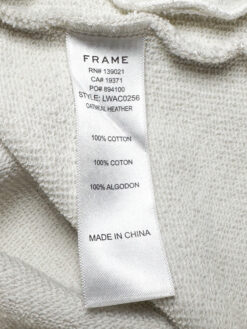 FRAME
RN# 139021
CA# 19371
PO# 894100
STYLE: LWAC0256
OATMEAL HEATHER
100% COTTON
100% COTON
100% ALGODON
MADE IN CHINA